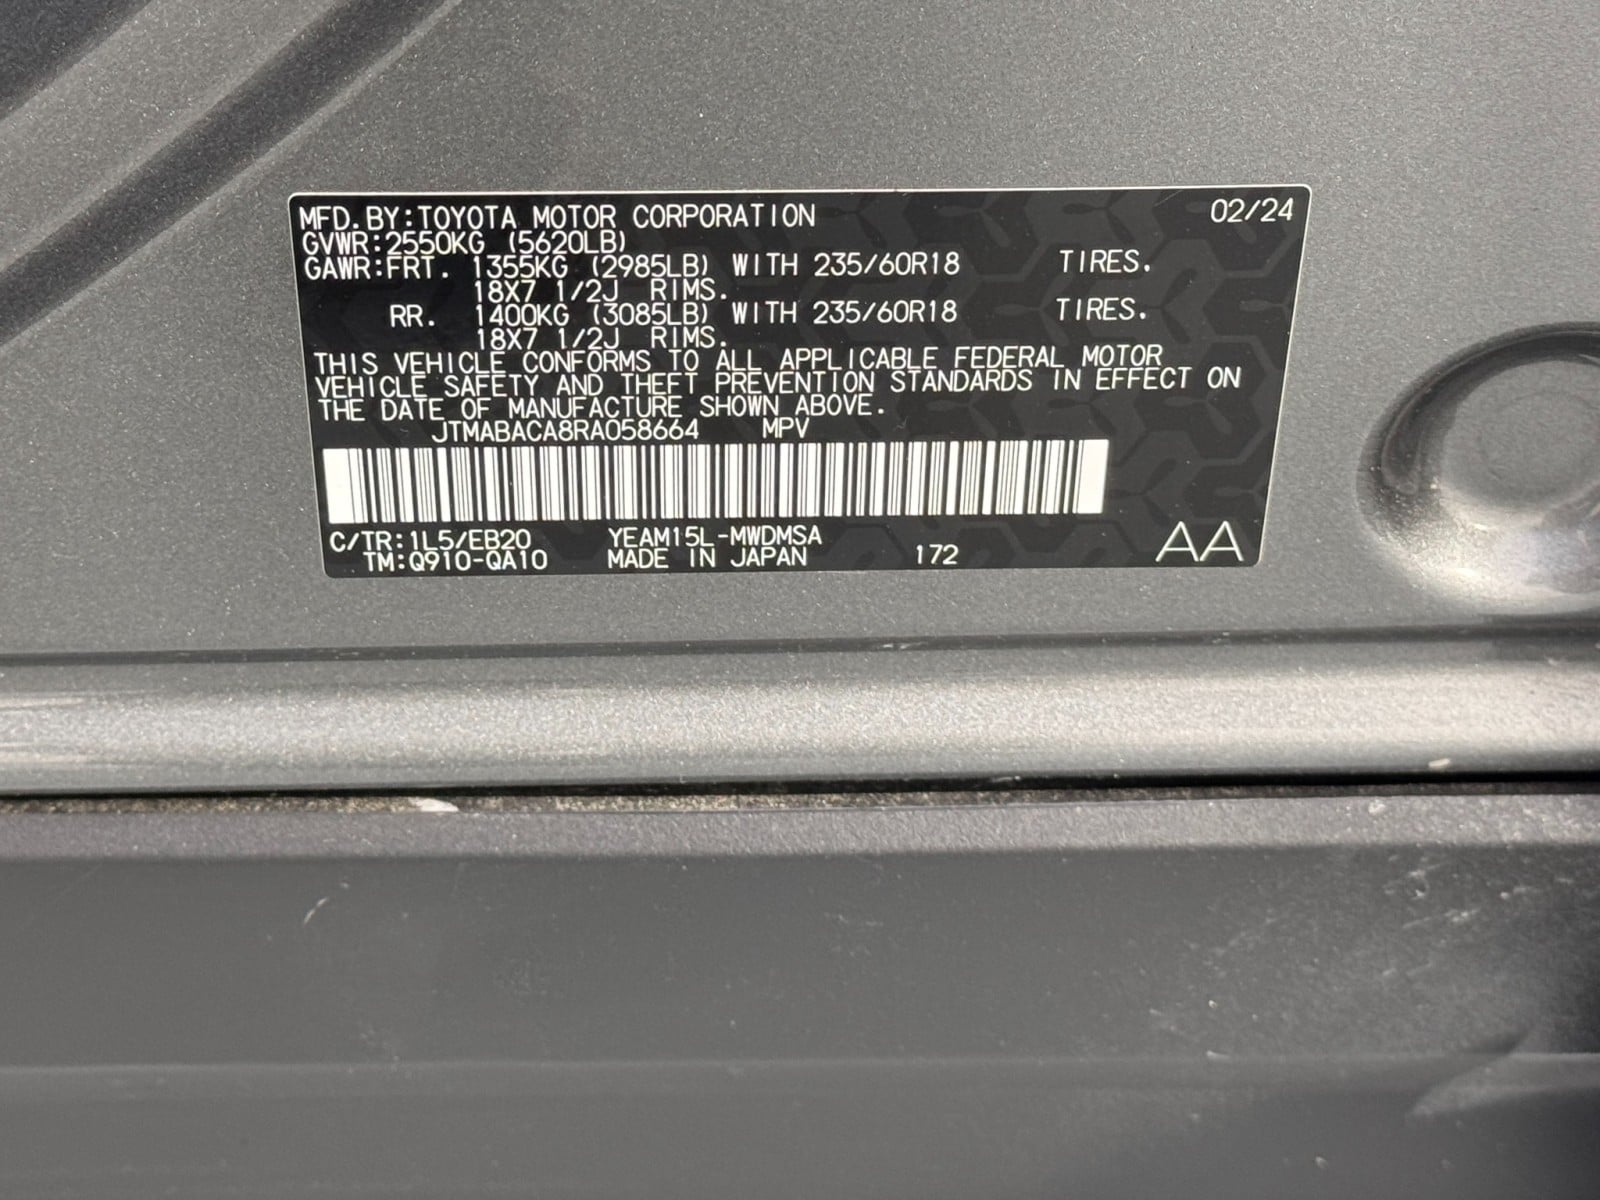 MFD.BY:TOYOTA MOTOR CORPORATION 02/24
GVWR:2550KG (5620LB)
GAWR:FRT. 1355KG (2985LB) WITH 235/60R18 TIRES.
18X7 1/2J RIMS.
RR. 1400KG (3085LB) WITH 235/60R18 TIRES.
18X7 1/2J RIMS.
THIS VEHICLE CONFORMS TO ALL APPLICABLE FEDERAL MOTOR
VEHICLE SAFETY AND THEFT PREVENTION STANDARDS IN EFFECT ON
THE DATE OF MANUFACTURE SHOWN ABOVE.
JTMABACA8RA058664 MPV
C/TR:1L5/EB20 YEAM15L-MWDMSA
TM:Q910-QA10 MADE IN JAPAN 172 AA